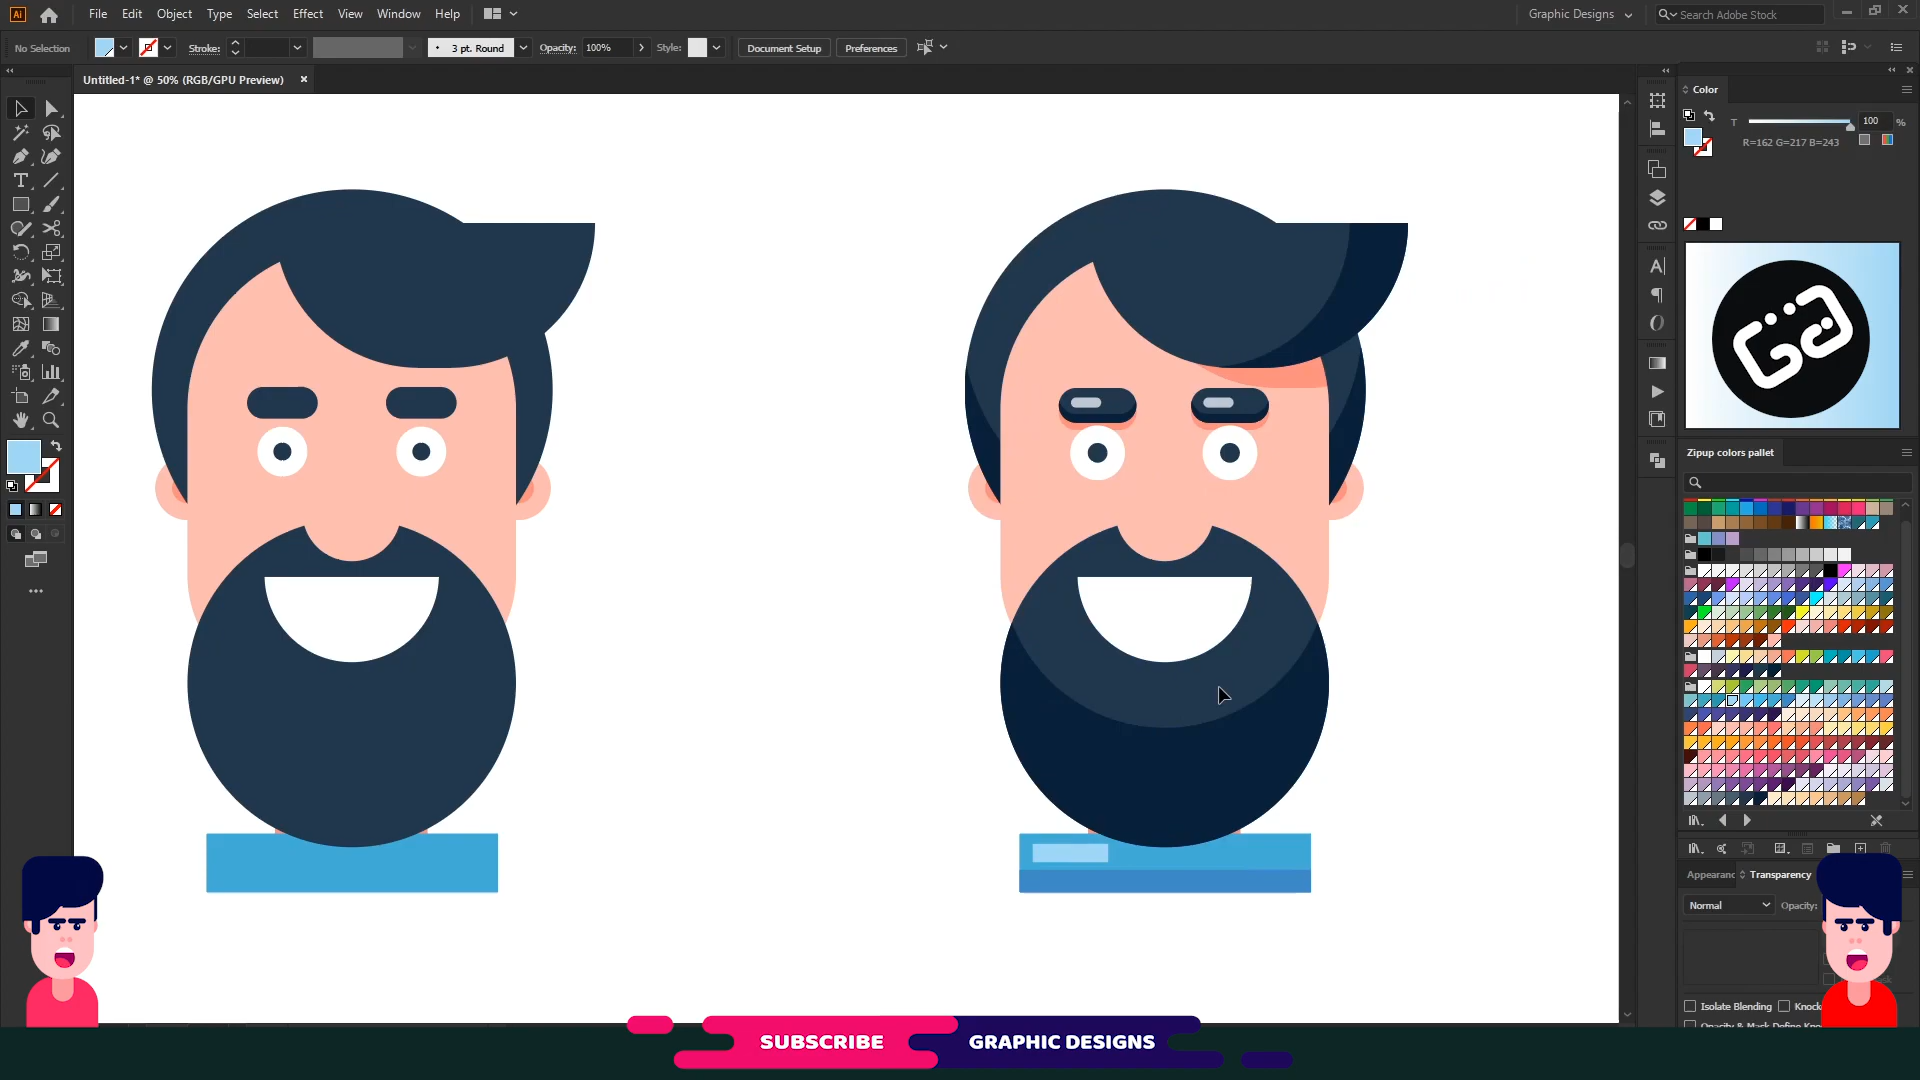 Ai File Edit Object Type Select Effect View Window Help
Graphic Designs
Search Adobe Stock
No Selection
Stroke:
3 pt. Round
Opacity: 100%
Style:
Document Setup
Preferences
Untitled-1* @ 50% (RGB/GPU Preview)
Color
T 100 %
R=162 G=217 B=243
Zipup colors pallet
Appearanc
Transparency
Normal
Opacity:
Isolate Blending
Knock
SUBSCRIBE
GRAPHIC DESIGNS